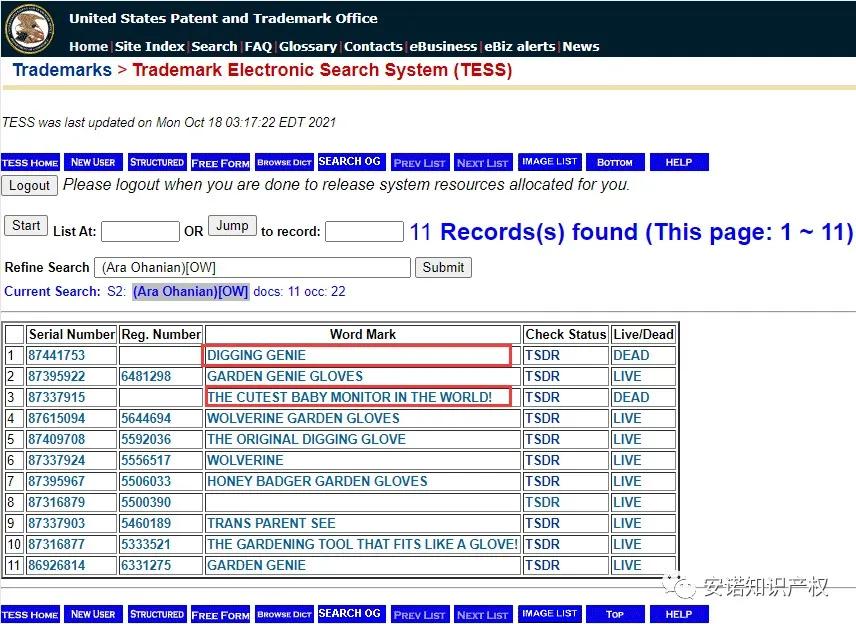 United States Patent and Trademark Office
Home|Site Index|Search|FAQ|Glossary|Contacts|eBusiness|eBiz alerts|News
Trademarks > Trademark Electronic Search System (TESS)
TESS was last updated on Mon Oct 18 03:17:22 EDT 2021
TESS HOME NEW USER STRUCTURED FREE FORM BROWSE DICT SEARCH OG PREV LIST NEXT LIST IMAGE LIST BOTTOM HELP
Logout Please logout when you are done to release system resources allocated for you.
Start List At: OR Jump to record: 11 Records(s) found (This page: 1 ~ 11)
Refine Search (Ara Ohanian)[OW] Submit
Current Search: S2: (Ara Ohanian)[OW] docs: 11 occ: 22
Serial Number Reg. Number Word Mark Check Status Live/Dead
1 87441753 DIGGING GENIE TSDR DEAD
2 87395922 6481298 GARDEN GENIE GLOVES TSDR LIVE
3 87337915 THE CUTEST BABY MONITOR IN THE WORLD! TSDR DEAD
4 87615094 5644694 WOLVERINE GARDEN GLOVES TSDR LIVE
5 87409708 5592036 THE ORIGINAL DIGGING GLOVE TSDR LIVE
6 87337924 5556517 WOLVERINE TSDR LIVE
7 87395967 5506033 HONEY BADGER GARDEN GLOVES TSDR LIVE
8 87316879 5500390 TSDR LIVE
9 87337903 5460189 TRANS PARENT SEE TSDR LIVE
10 87316877 5333521 THE GARDENING TOOL THAT FITS LIKE A GLOVE! TSDR LIVE
11 86926814 6331275 GARDEN GENIE TSDR LIVE
安诺知识产权
TESS HOME NEW USER STRUCTURED FREE FORM BROWSE DICT SEARCH OG PREV LIST NEXT LIST IMAGE LIST TOP HELP